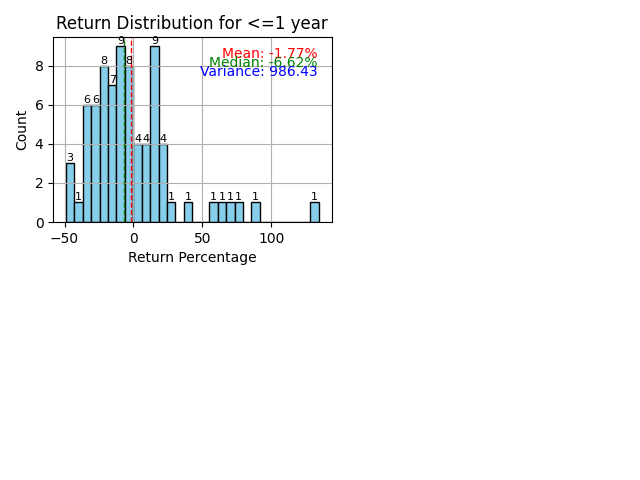 Return Distribution for <=1 year
Mean: -1.77%
Median: -6.62%
Variance: 986.43
3 1 6 6 8 7 9 8 4 4 9 4 1 1 1 1 1 1 1 1
Count
8
6
4
2
0
−50 0 50 100
Return Percentage